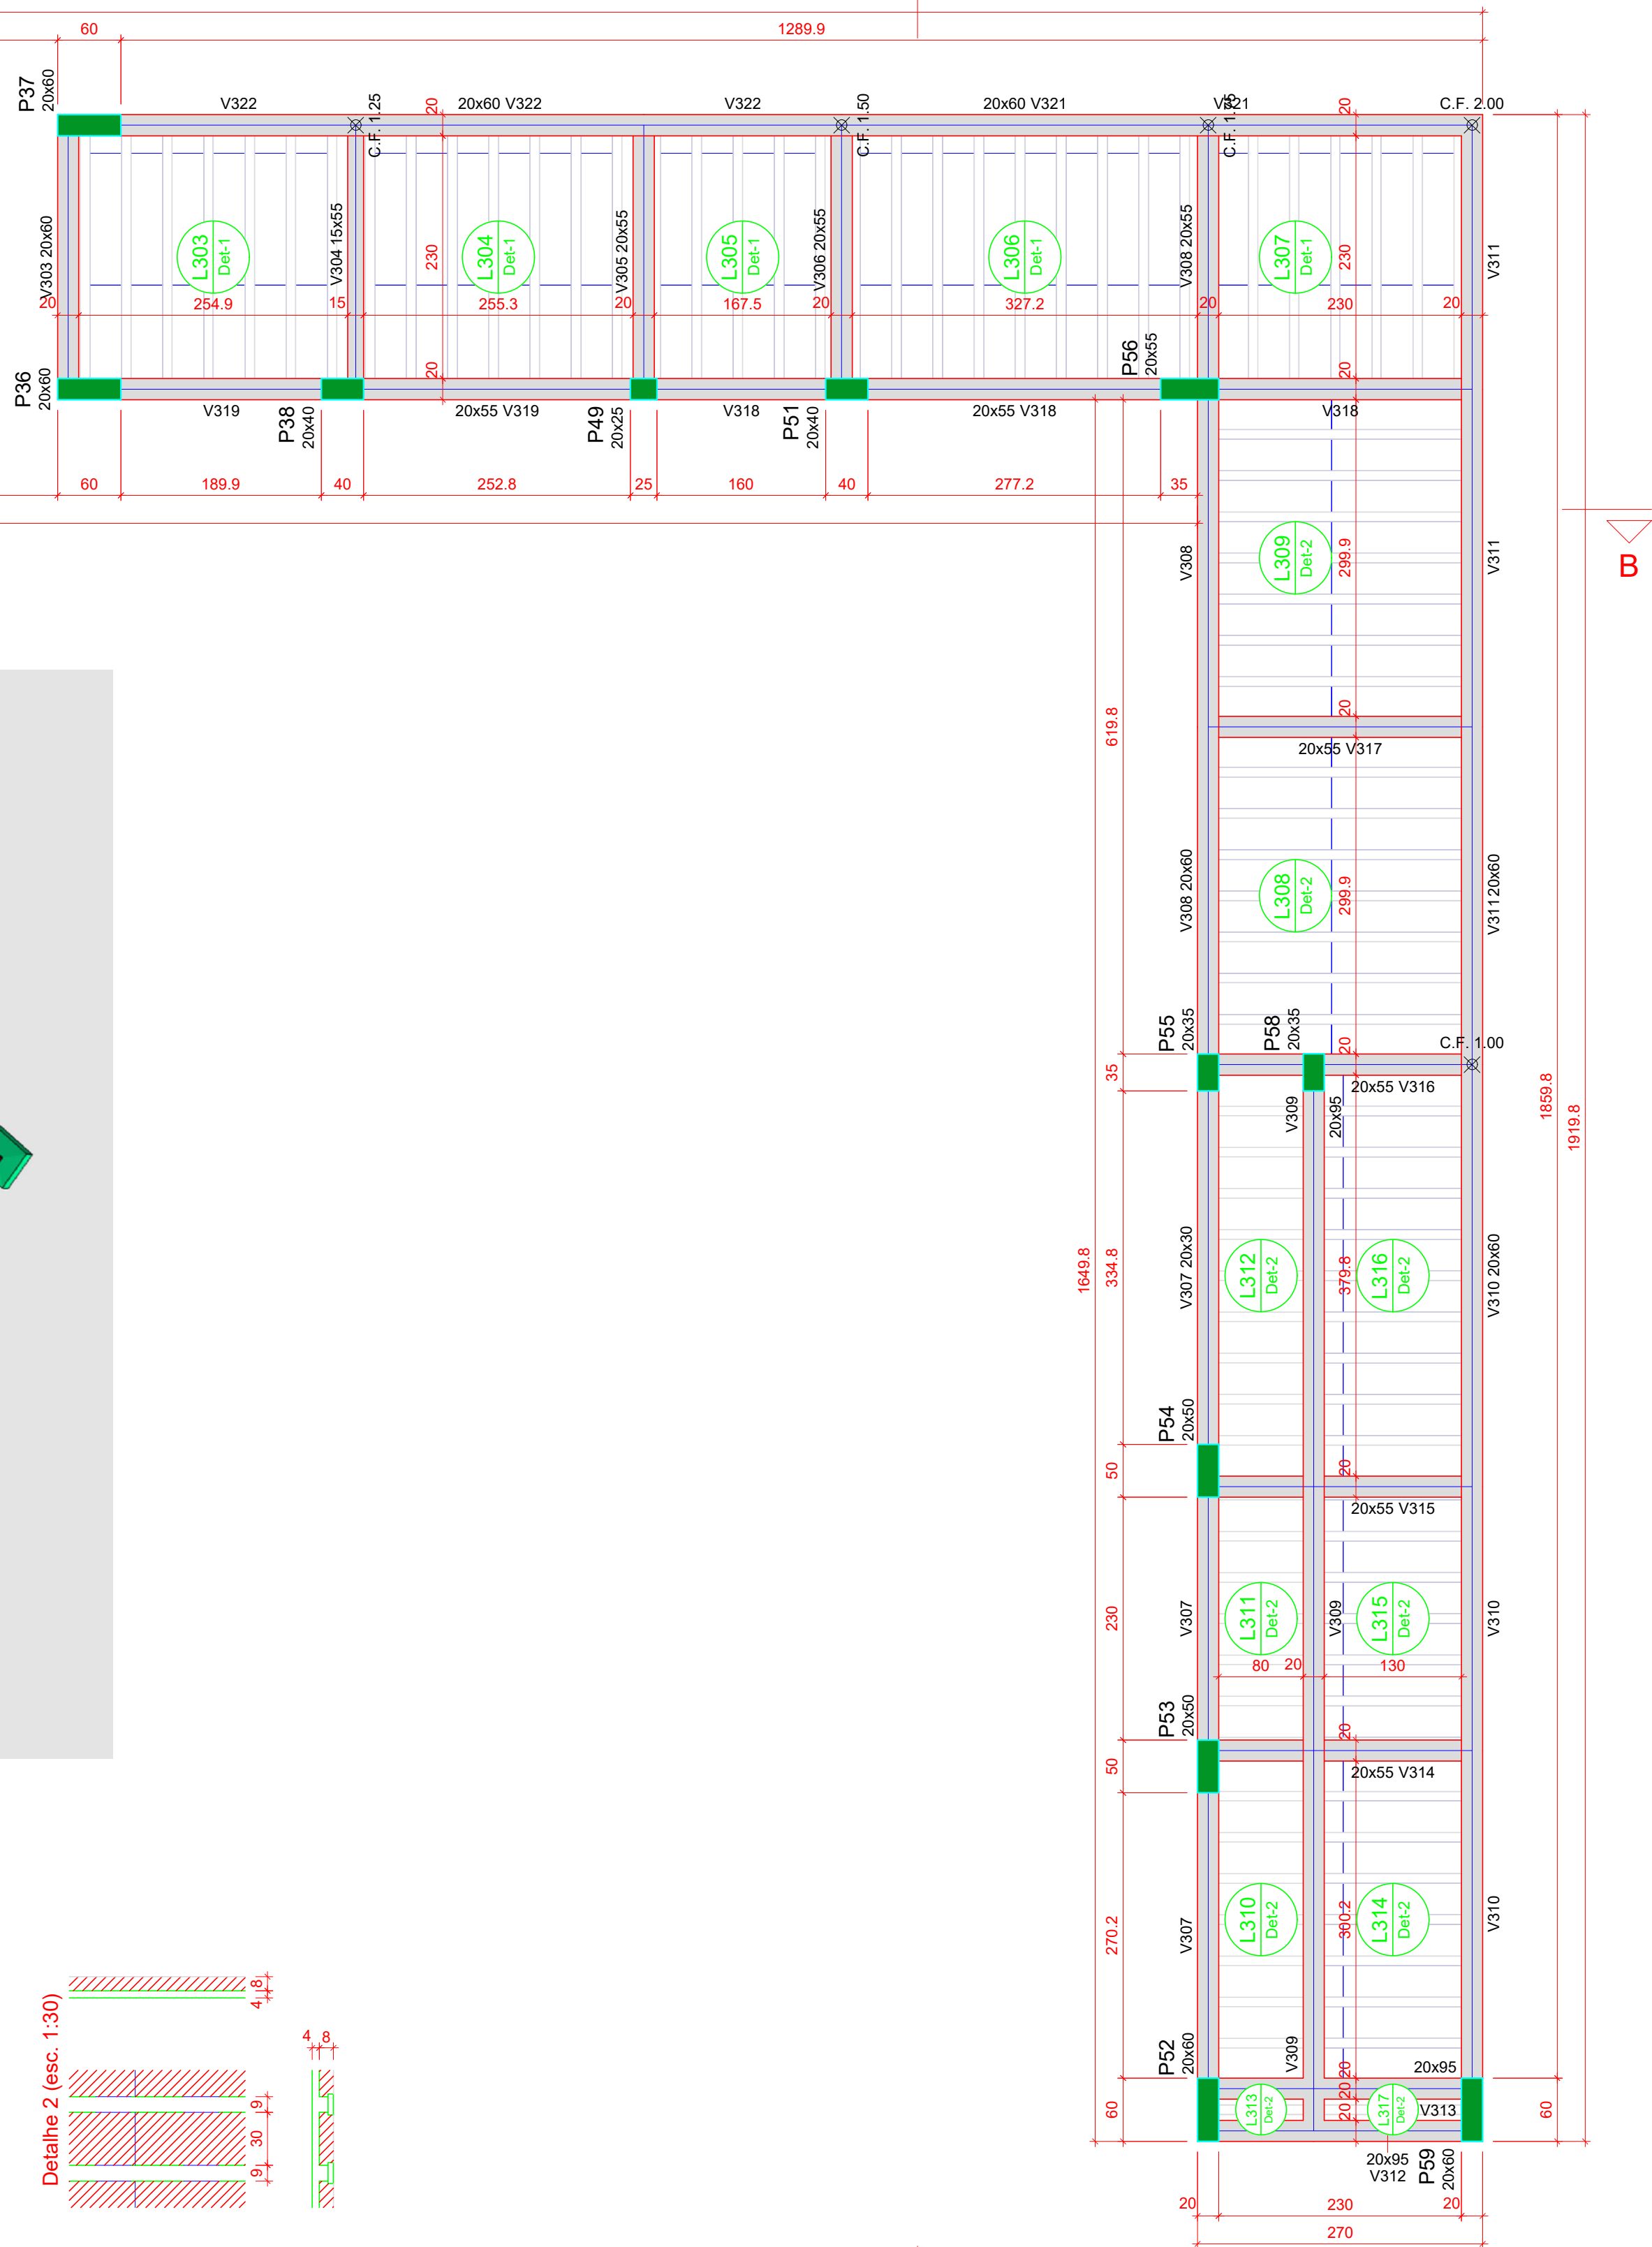 60
1289.9
P37
20x60
V322
C.F. 1.25
20
20x60 V322
V322
C.F. 1.50
20x60 V321
V321
20
C.F. 2.00
V303 20x60
L303
Det-1
V304 15x55
230
L304
Det-1
V305 20x55
L305
Det-1
V306 20x55
L306
Det-1
V308 20x55
L307
Det-1
230
V311
20
254.9
15
255.3
20
167.5
20
327.2
20
230
20
P36
20x60
20
P56
20x55
20
V319
P38
20x40
20x55 V319
P49
20x25
V318
P51
20x40
20x55 V318
V318
60
189.9
40
252.8
25
160
40
277.2
35
V308
L309
Det-2
299.9
V311
B
619.8
20
20x55 V317
V308 20x60
L308
Det-2
299.9
V311 20x60
P55
20x35
P58
20x35
20
C.F. 1.00
35
20x55 V316
V309
20x95
1859.8
1919.8
1649.8
334.8
V307 20x30
L312
Det-2
379.8
L316
Det-2
V310 20x60
P54
20x50
50
20
20x55 V315
230
V307
L311
Det-2
V309
L315
Det-2
V310
80
20
130
P53
20x50
50
20
20x55 V314
270.2
V307
L310
Det-2
300.2
L314
Det-2
V310
P52
20x60
V309
20
20x95
60
L313
Det-2
20
20
L317
Det-2
V313
60
20x95
V312
P59
20x60
20
230
20
270
Detalhe 2 (esc. 1:30)
8
4
4
8
9
30
9